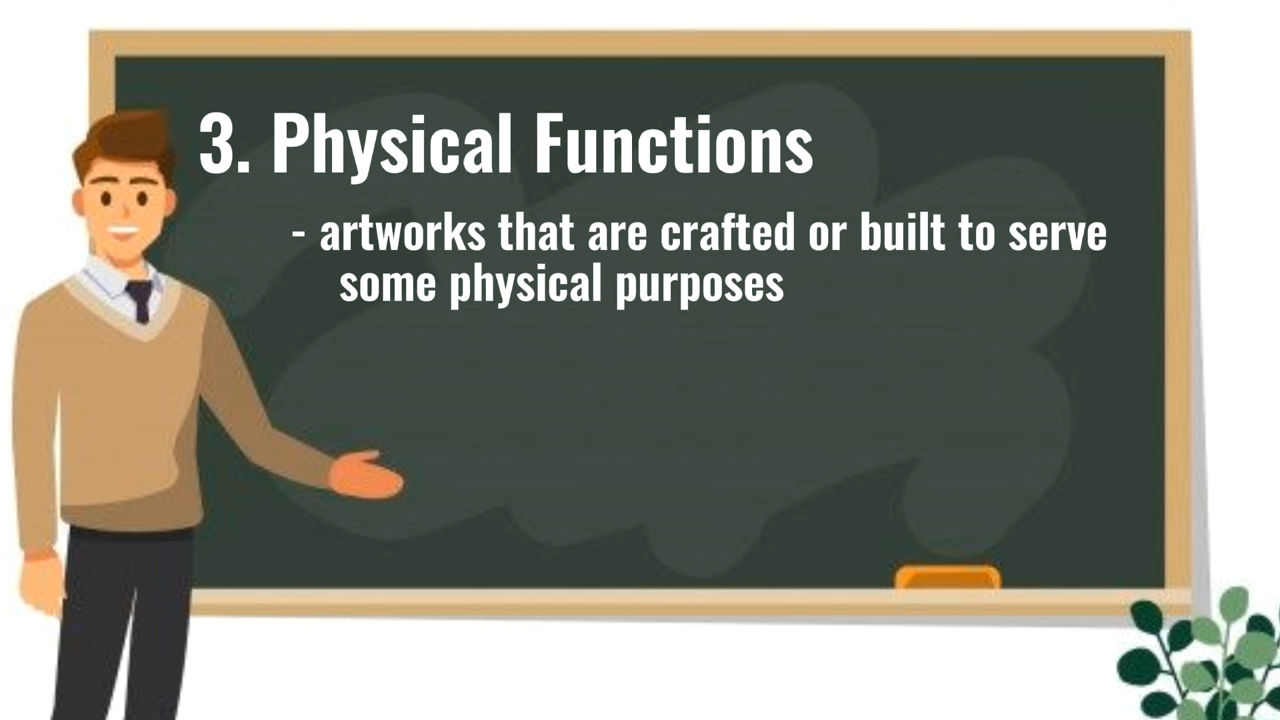 3. Physical Functions
- artworks that are crafted or built to serve
some physical purposes